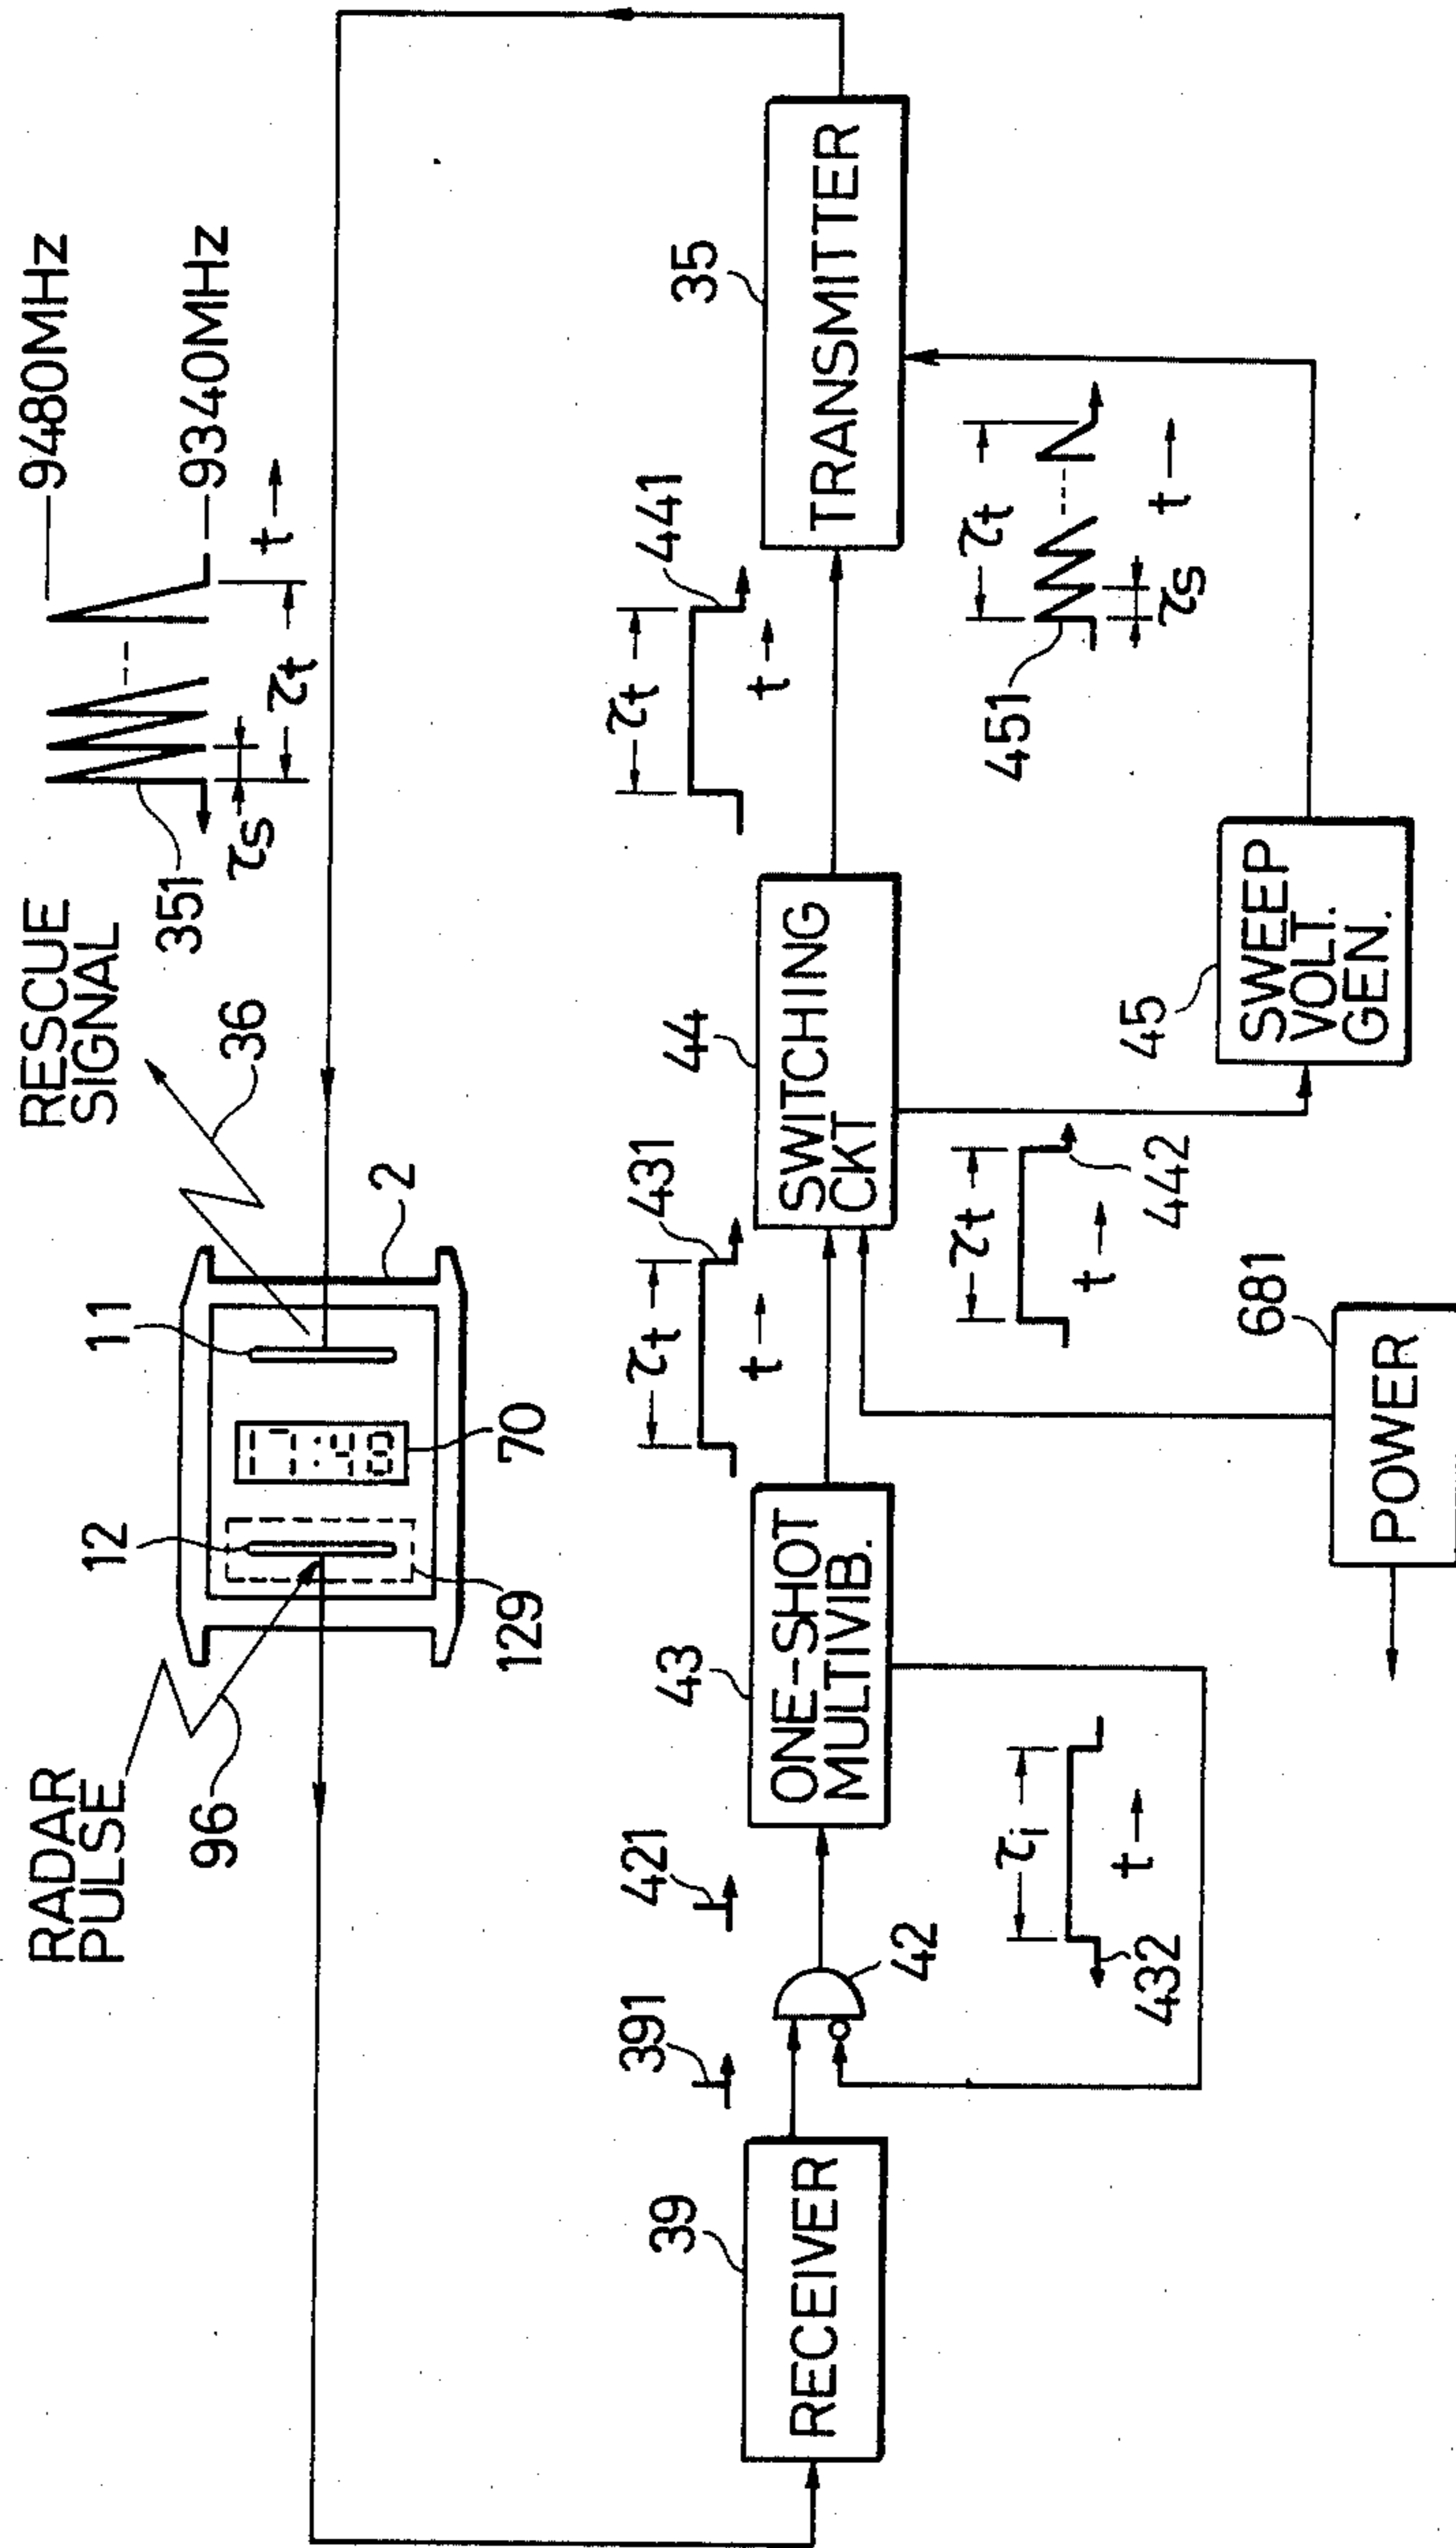 RESCUE
SIGNAL
36
351
τs
τt
t
9480MHz
9340MHz
RADAR
PULSE
96
12
129
70
11
2
391
421
τt
t
431
τt
t
441
39
RECEIVER
42
43
ONE-SHOT
MULTIVIB.
44
SWITCHING
CKT
35
TRANSMITTER
432
τi
t
τt
t
442
451
τt
τs
t
45
SWEEP
VOLT.
GEN.
681
POWER